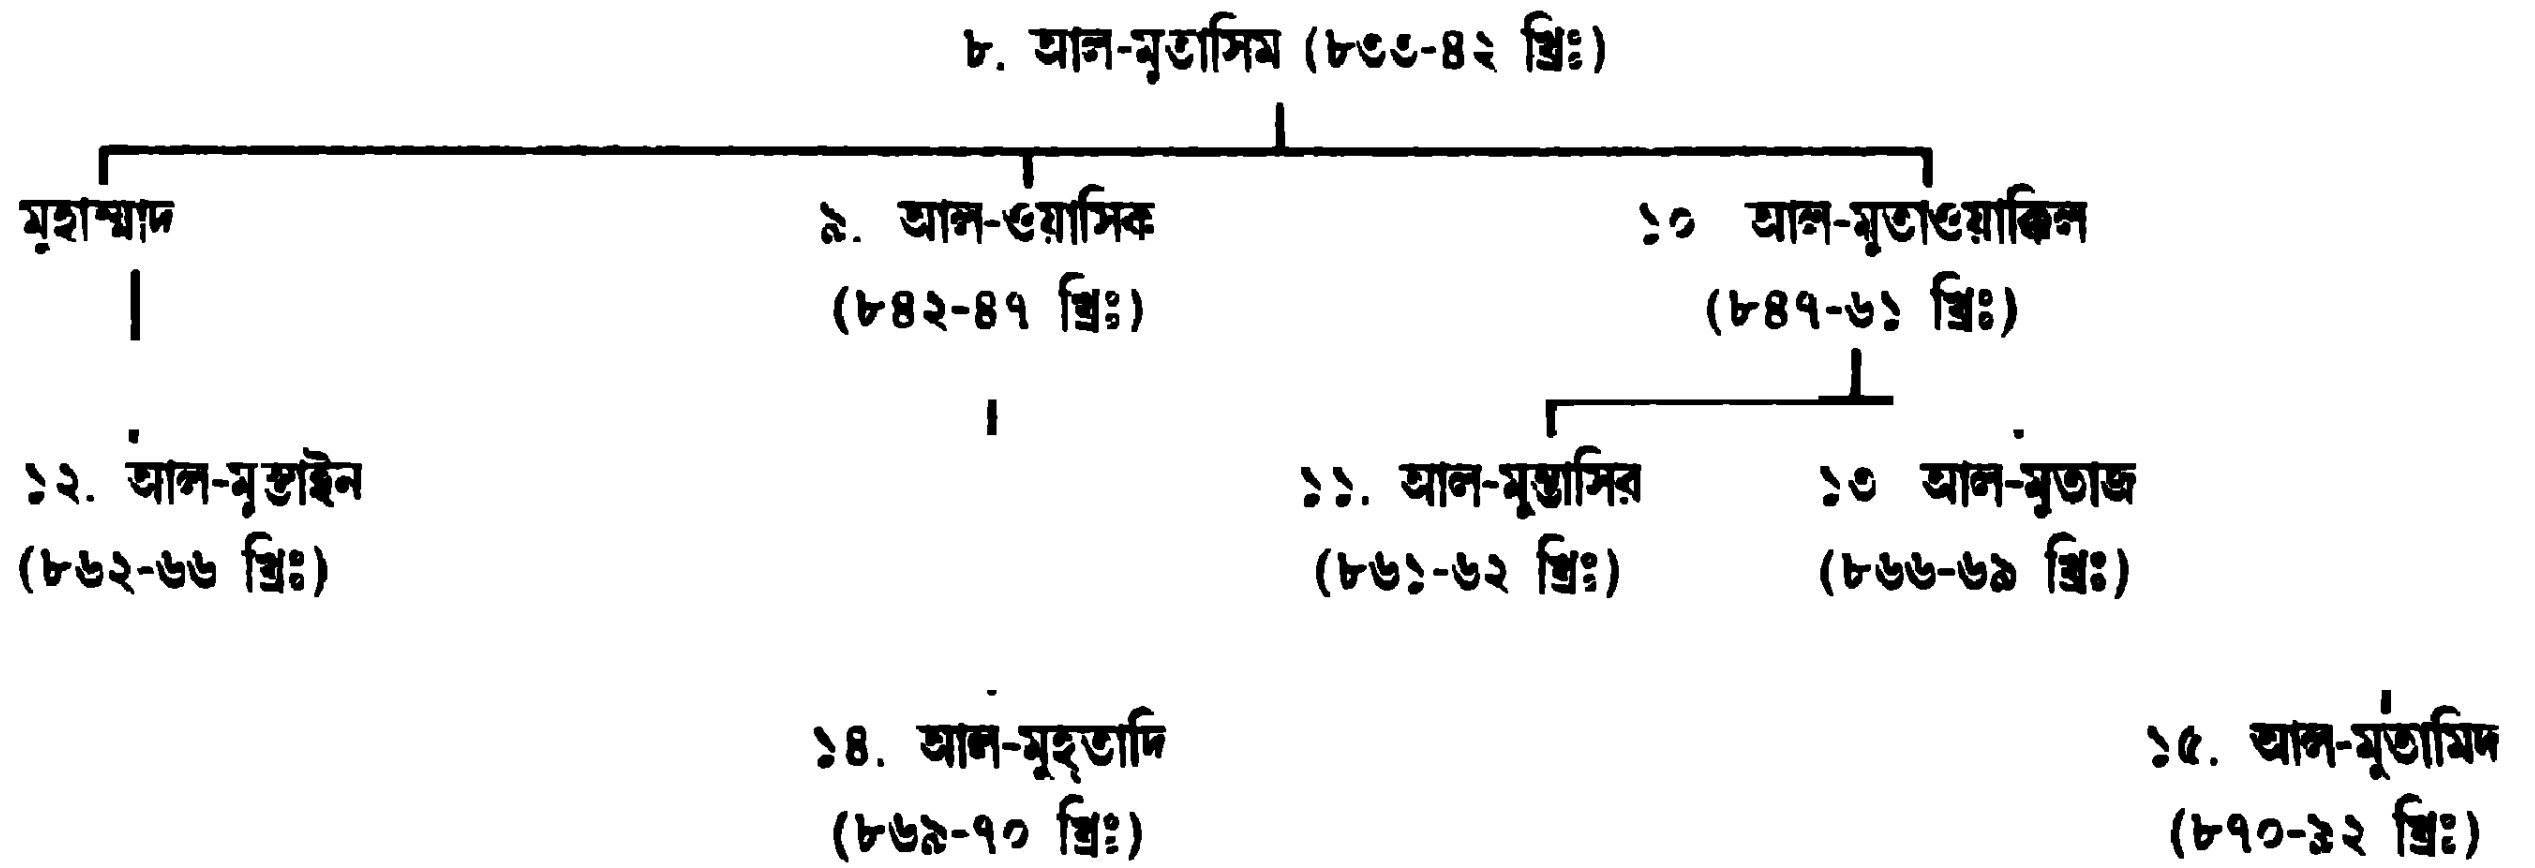 ৮. আল-মুতাসিম (৮৩৩-৪২ খ্রিঃ)
মুহাম্মাদ ৯. আল-ওয়াসিক ১০ আল-মুতাওয়াক্কিল
(৮৪২-৪৭ খ্রিঃ) (৮৪৭-৬১ খ্রিঃ)
১২. আল-মুস্তাইন ১১. আল-মুন্তাসির ১৩ আল-মুতাজ
(৮৬২-৬৬ খ্রিঃ) (৮৬১-৬২ খ্রিঃ) (৮৬৬-৬৯ খ্রিঃ)
১৪. আল-মুহ্তাদি ১৫. আল-মুতামিদ
(৮৬৯-৭০ খ্রিঃ) (৮৭০-৯২ খ্রিঃ)